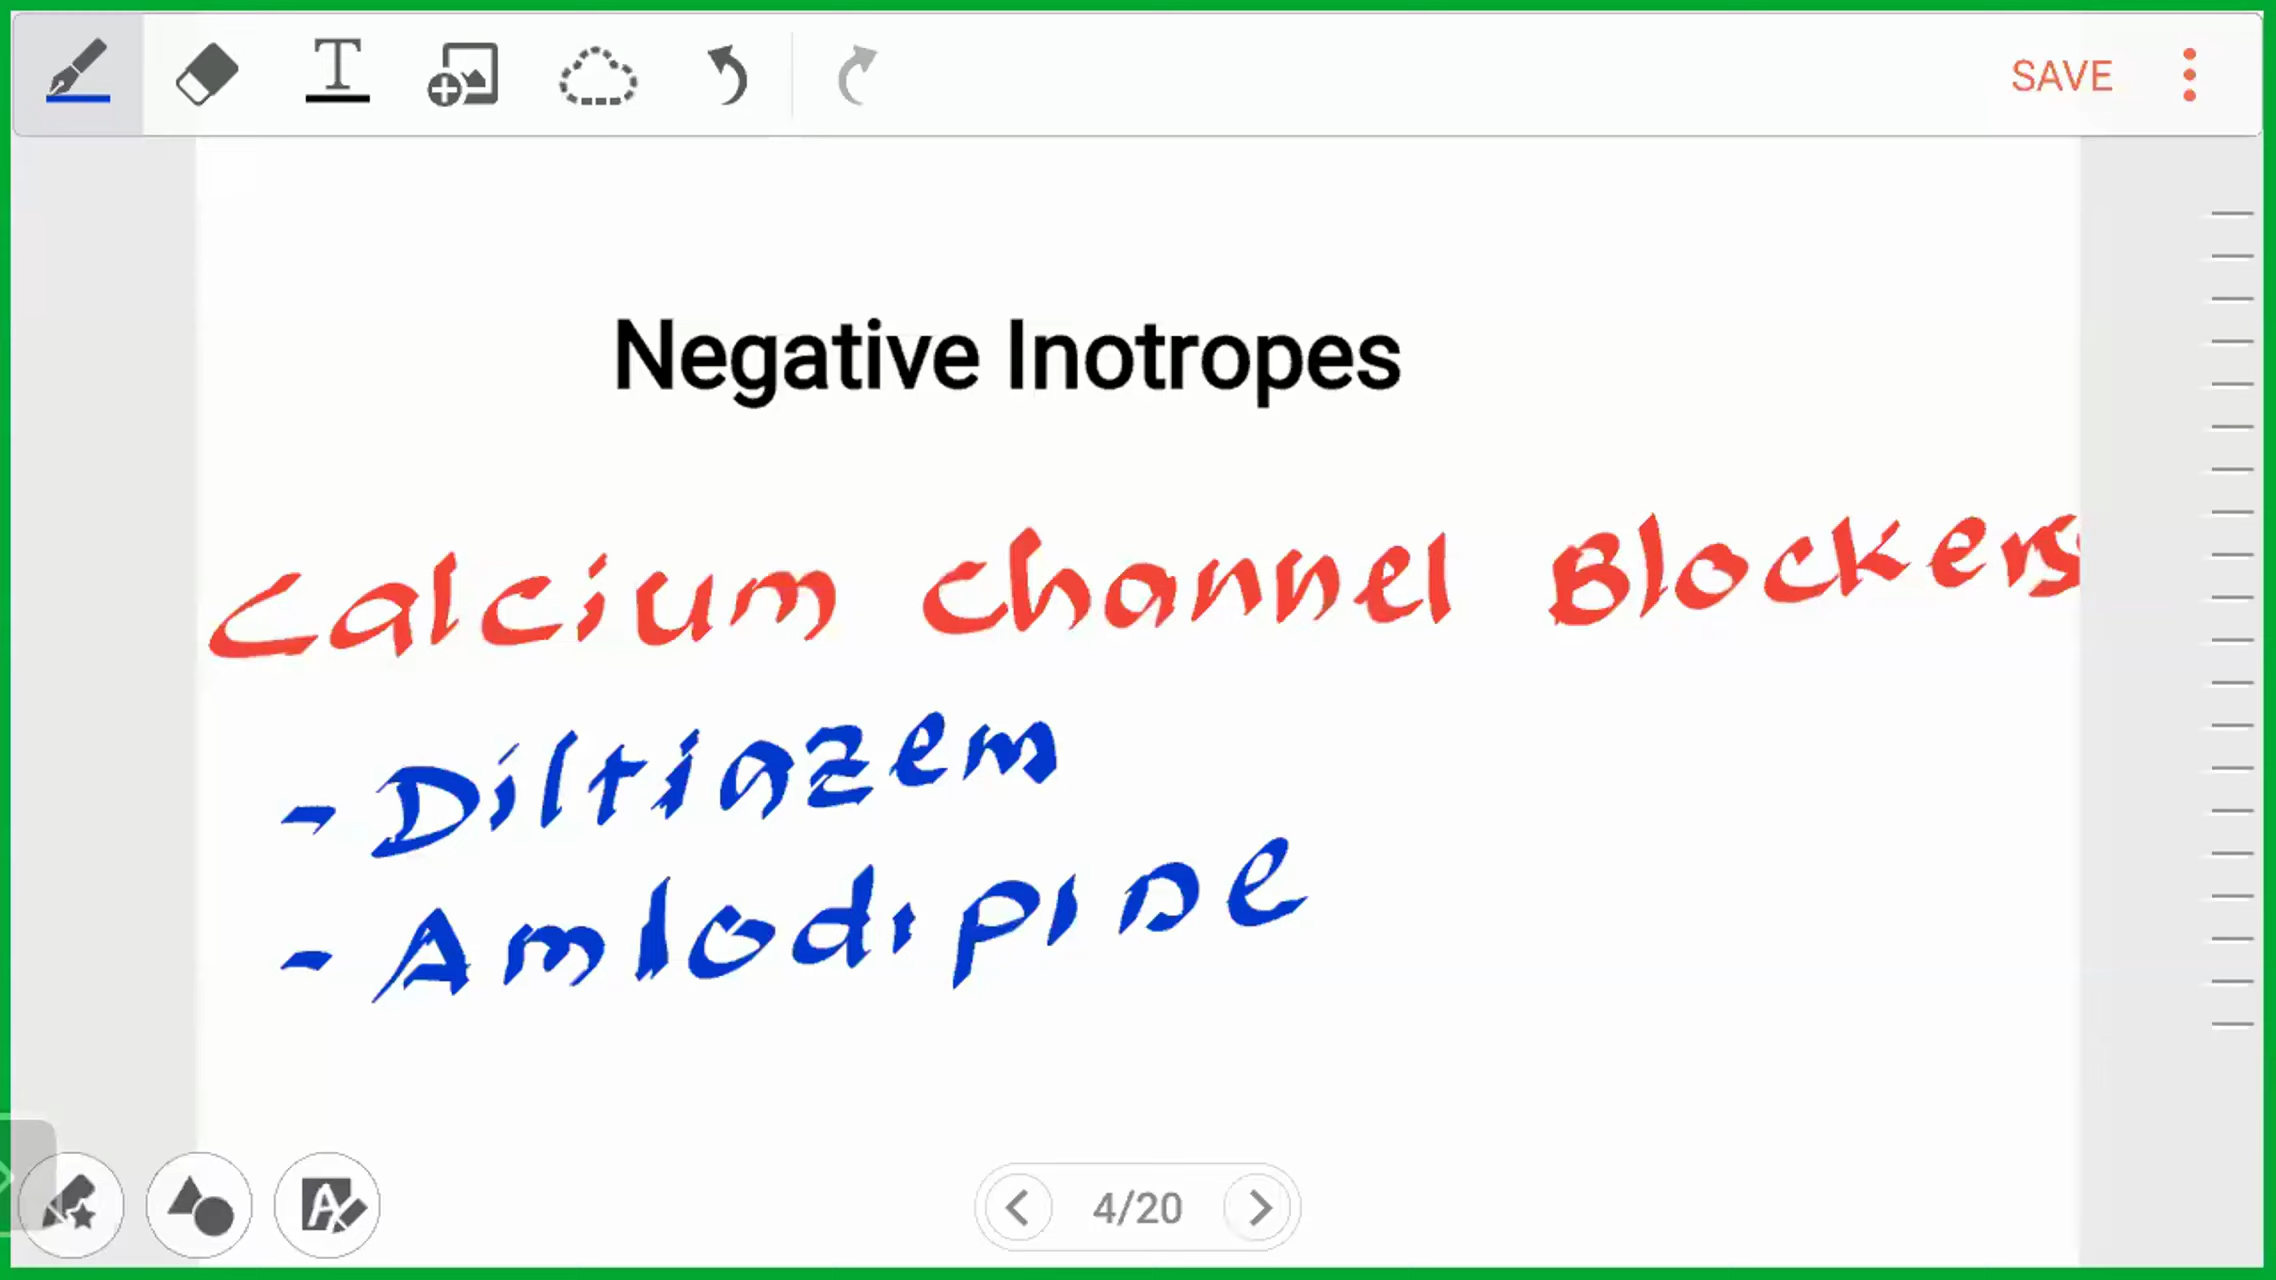 SAVE
Negative Inotropes
Calcium Channel Blockers
- Diltiazem
- Amlodipine
4/20